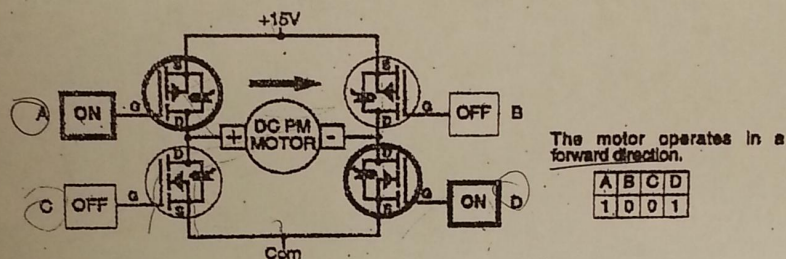 +15V
S
S
A
ON
G
G
OFF
B
D
D
+
DC PM
MOTOR
-
The motor operates in a
forward direction.
D
D
C
OFF
G
G
ON
D
S
S
Com
A B C D
1 0 0 1